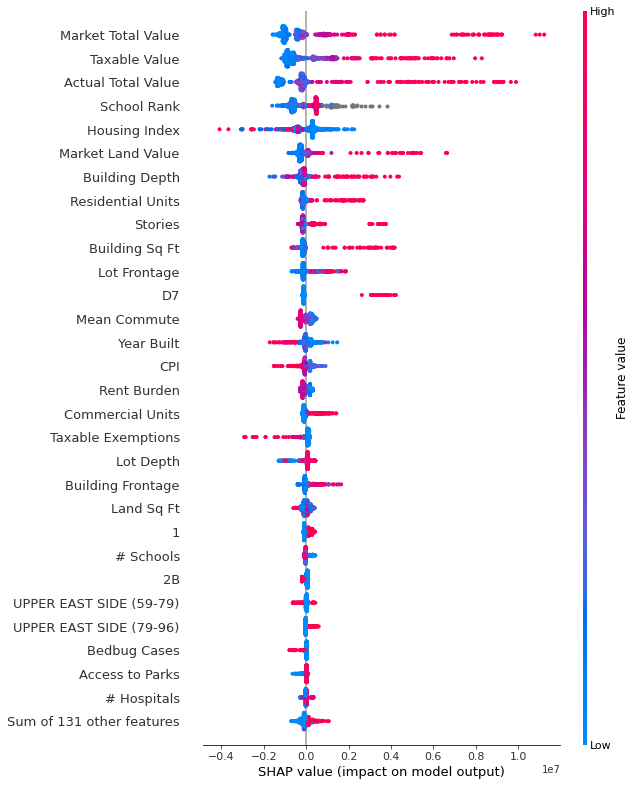 High
Market Total Value
Taxable Value
Actual Total Value
School Rank
Housing Index
Market Land Value
Building Depth
Residential Units
Stories
Building Sq Ft
Lot Frontage
D7
Mean Commute
Year Built
CPI
Rent Burden
Commercial Units
Taxable Exemptions
Lot Depth
Building Frontage
Land Sq Ft
1
# Schools
2B
UPPER EAST SIDE (59-79)
UPPER EAST SIDE (79-96)
Bedbug Cases
Access to Parks
# Hospitals
Sum of 131 other features
Feature value
Low
−0.4 −0.2 0.0 0.2 0.4 0.6 0.8 1.0
1e7
SHAP value (impact on model output)